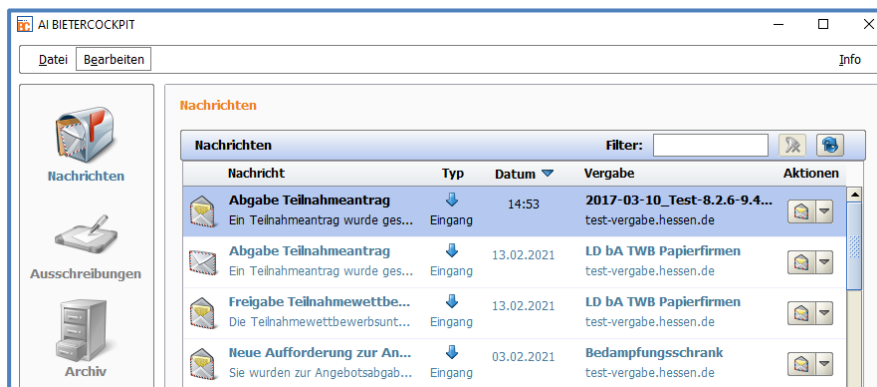 AI BIETERCOCKPIT
Datei Bearbeiten Info
Nachrichten
Nachrichten
Ausschreibungen
Archiv
Nachrichten Filter:
Nachricht Typ Datum Vergabe Aktionen
Abgabe Teilnahmeantrag 14:53 2017-03-10_Test-8.2.6-9.4...
Ein Teilnahmeantrag wurde ges... Eingang test-vergabe.hessen.de
Abgabe Teilnahmeantrag 13.02.2021 LD bA TWB Papierfirmen
Ein Teilnahmeantrag wurde ges... Eingang test-vergabe.hessen.de
Freigabe Teilnahmewettbe... 13.02.2021 LD bA TWB Papierfirmen
Die Teilnahmewettbewerbsunt... Eingang test-vergabe.hessen.de
Neue Aufforderung zur An... 03.02.2021 Bedampfungsschrank
Sie wurden zur Angebotsabgab... Eingang test-vergabe.hessen.de